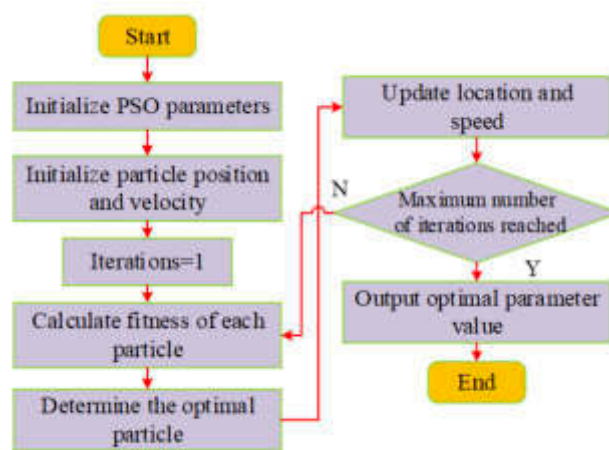 Start
Initialize PSO parameters
Initialize particle position
and velocity
Iterations=1
Calculate fitness of each
particle
Determine the optimal
particle
Update location and
speed
N
Maximum number
of iterations reached
Y
Output optimal parameter
value
End